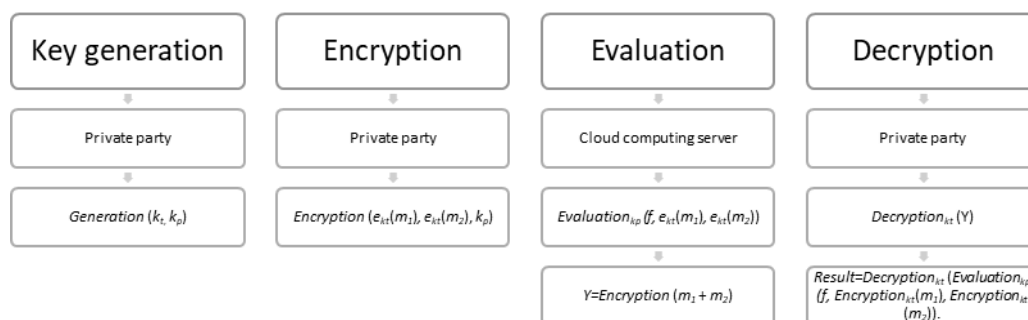 Key generation
Private party
Generation (kt, kp)
Encryption
Private party
Encryption (ekt(m1), ekt(m2), kp)
Evaluation
Cloud computing server
Evaluationkp (f, ekt(m1), ekt(m2))
Y=Encryption (m1 + m2)
Decryption
Private party
Decryptionkt (Y)
Result=Decryptionkt (Evaluationkp
(f, Encryptionkt(m1), Encryptionkt
(m2)).